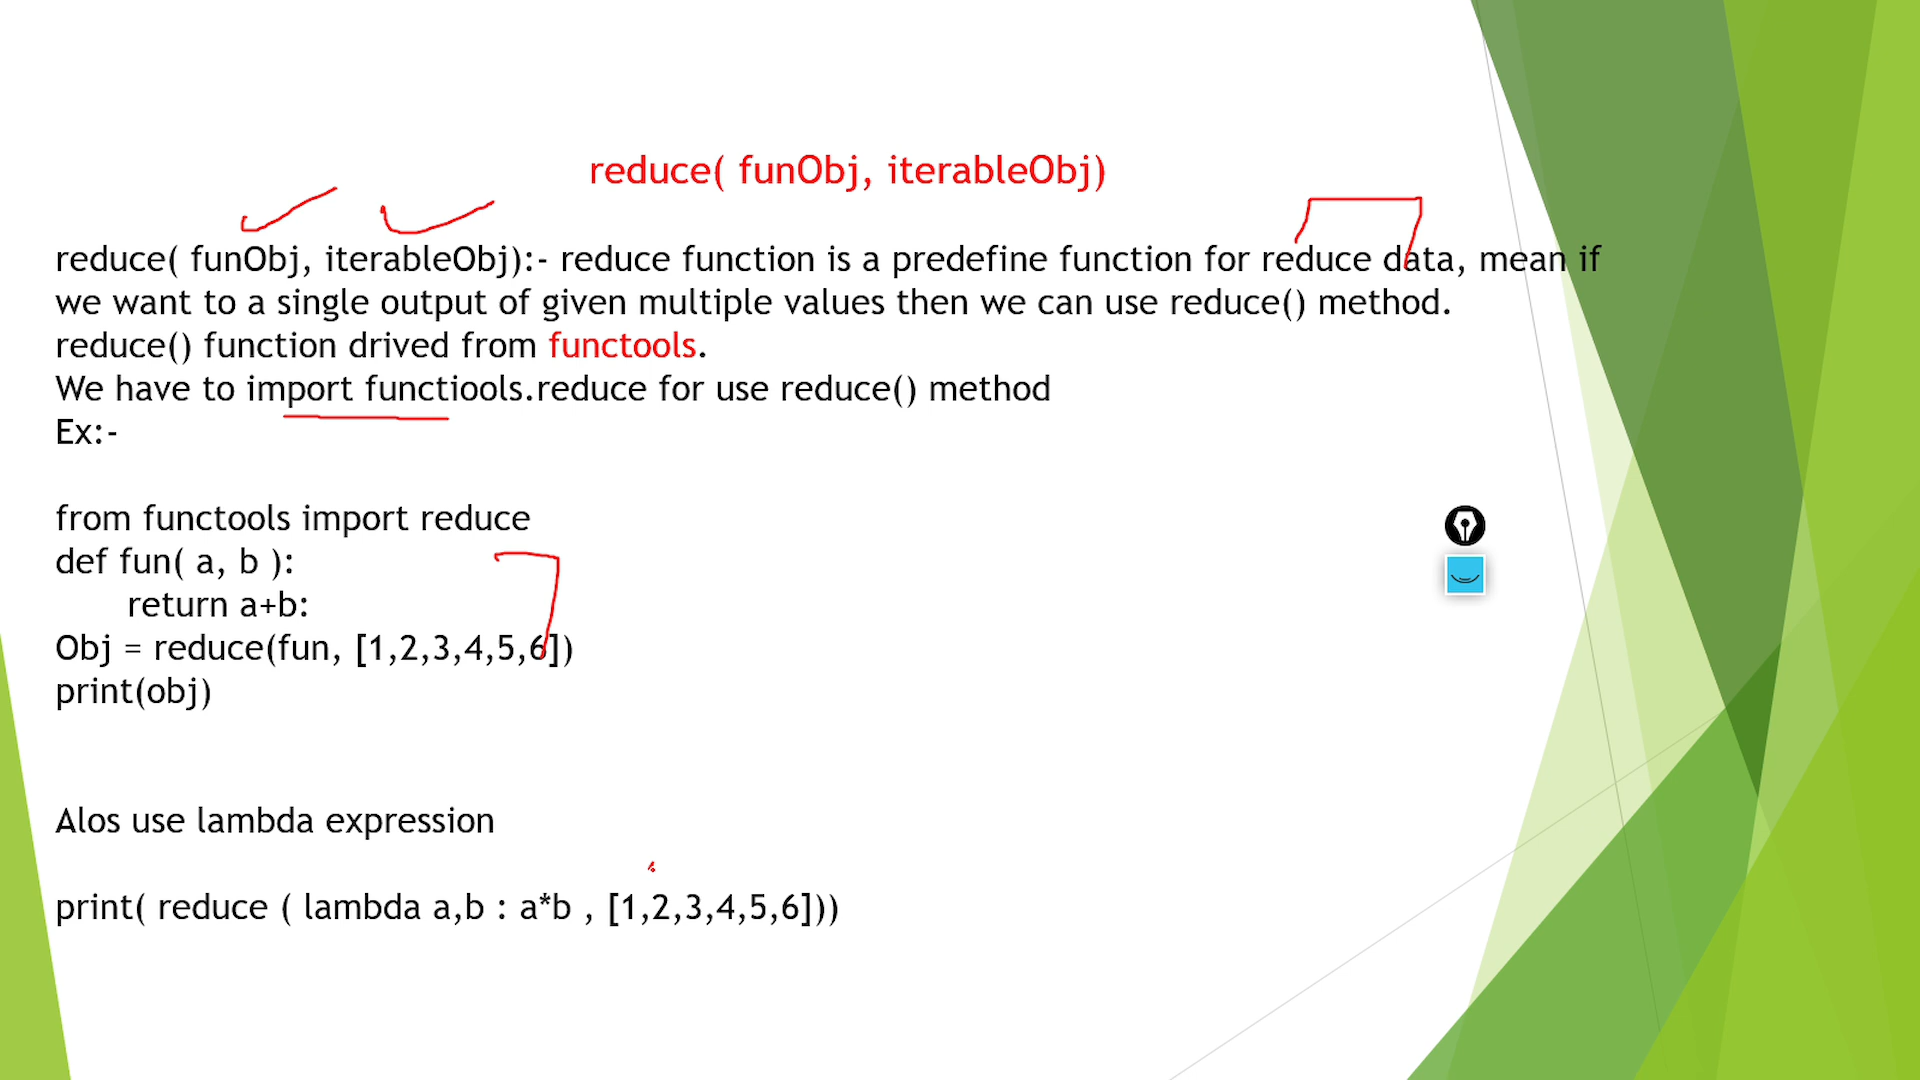 reduce( funObj, iterableObj)
reduce( funObj, iterableObj):- reduce function is a predefine function for reduce data, mean if
we want to a single output of given multiple values then we can use reduce() method.
reduce() function drived from functools.
We have to import functiools.reduce for use reduce() method
Ex:-
from functools import reduce
def fun( a, b ):
return a+b:
Obj = reduce(fun, [1,2,3,4,5,6])
print(obj)
Alos use lambda expression
print( reduce ( lambda a,b : a*b , [1,2,3,4,5,6]))